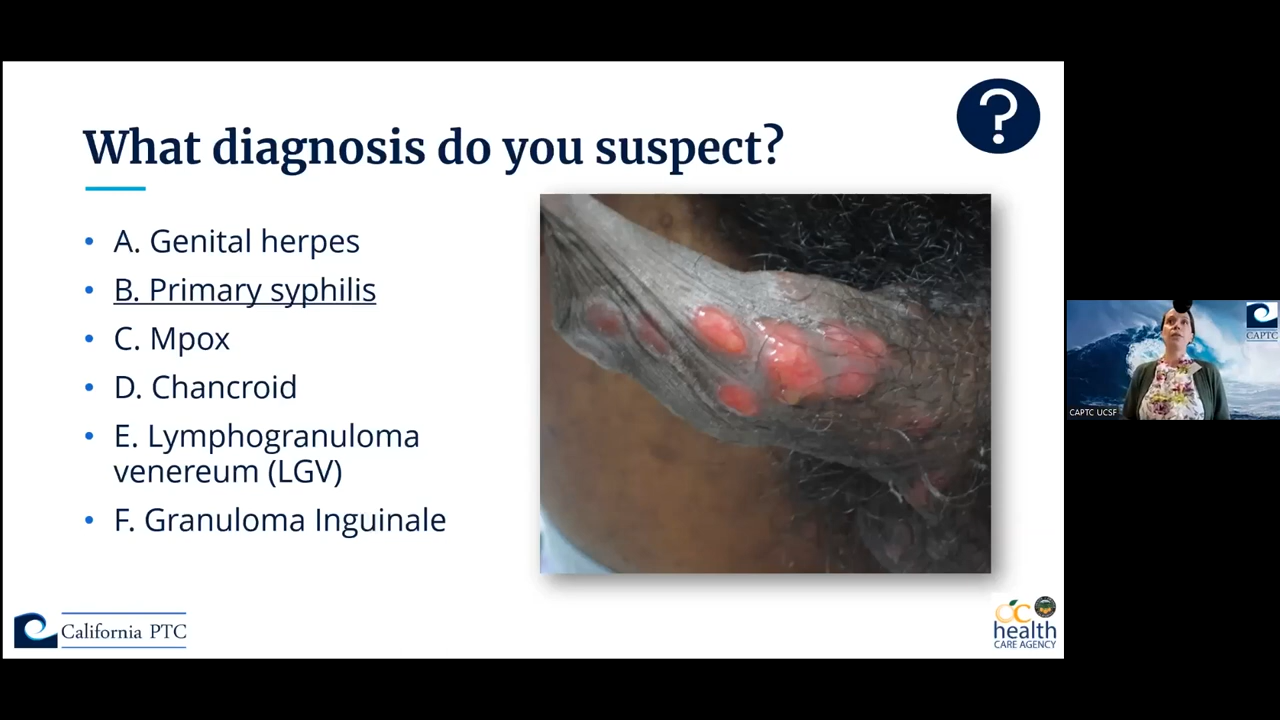 What diagnosis do you suspect?
?
• A. Genital herpes
• B. Primary syphilis
• C. Mpox
• D. Chancroid
• E. Lymphogranuloma
venereum (LGV)
• F. Granuloma Inguinale
California PTC
OC
health
CARE AGENCY
CAPTC
CAPTC UCSF